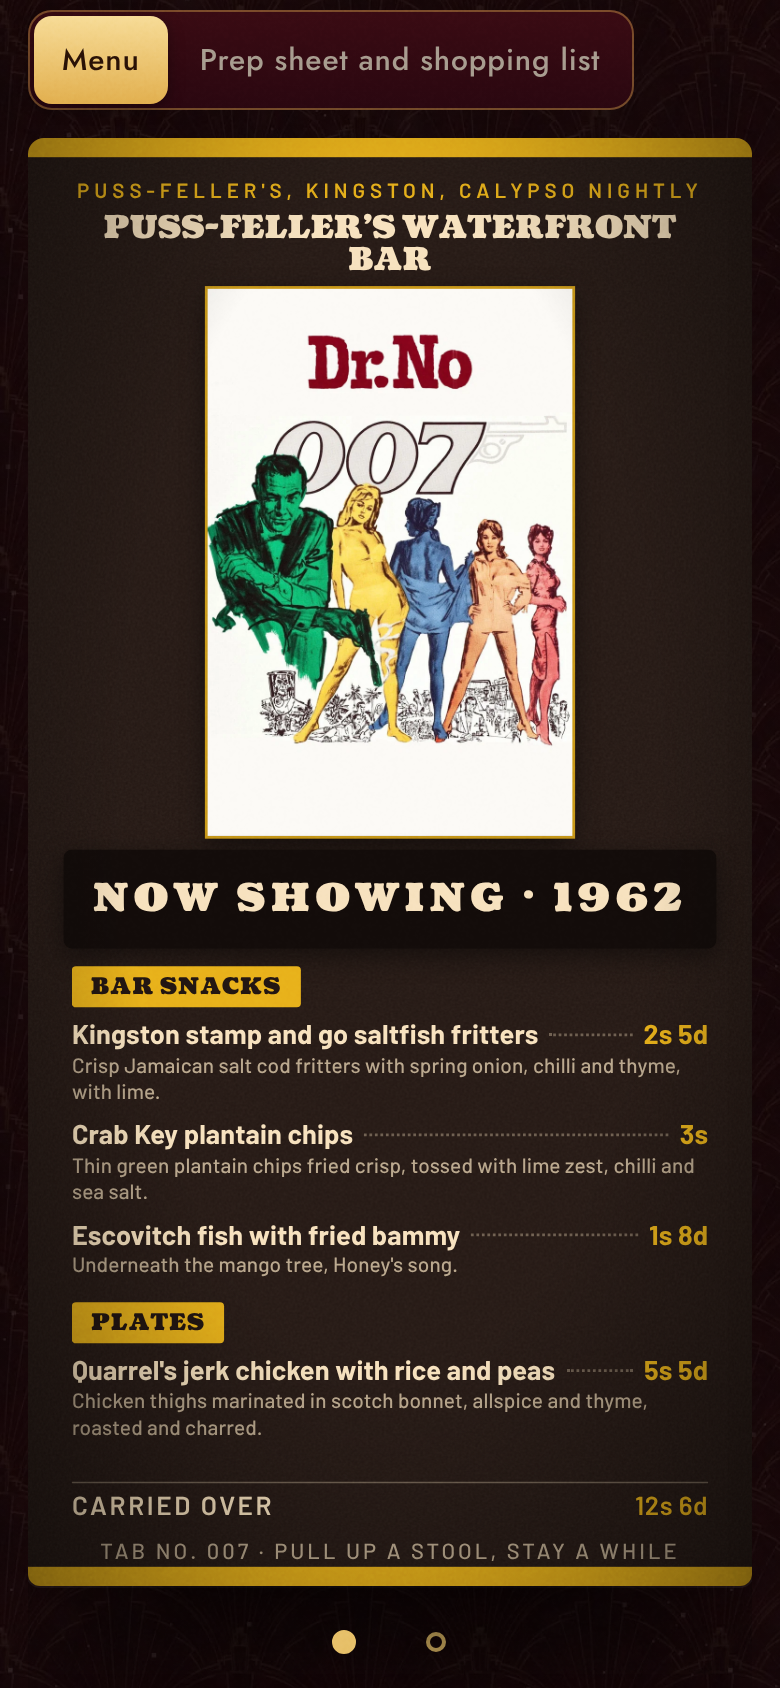 Menu
Prep sheet and shopping list
PUSS-FELLER'S, KINGSTON, CALYPSO NIGHTLY
PUSS-FELLER’S WATERFRONT
BAR
Dr.No
007
NOW SHOWING · 1962
BAR SNACKS
Kingston stamp and go saltfish fritters 2s 5d
Crisp Jamaican salt cod fritters with spring onion, chilli and thyme,
with lime.
Crab Key plantain chips 3s
Thin green plantain chips fried crisp, tossed with lime zest, chilli and
sea salt.
Escovitch fish with fried bammy 1s 8d
Underneath the mango tree, Honey's song.
PLATES
Quarrel's jerk chicken with rice and peas 5s 5d
Chicken thighs marinated in scotch bonnet, allspice and thyme,
roasted and charred.
CARRIED OVER 12s 6d
TAB NO. 007 · PULL UP A STOOL, STAY A WHILE